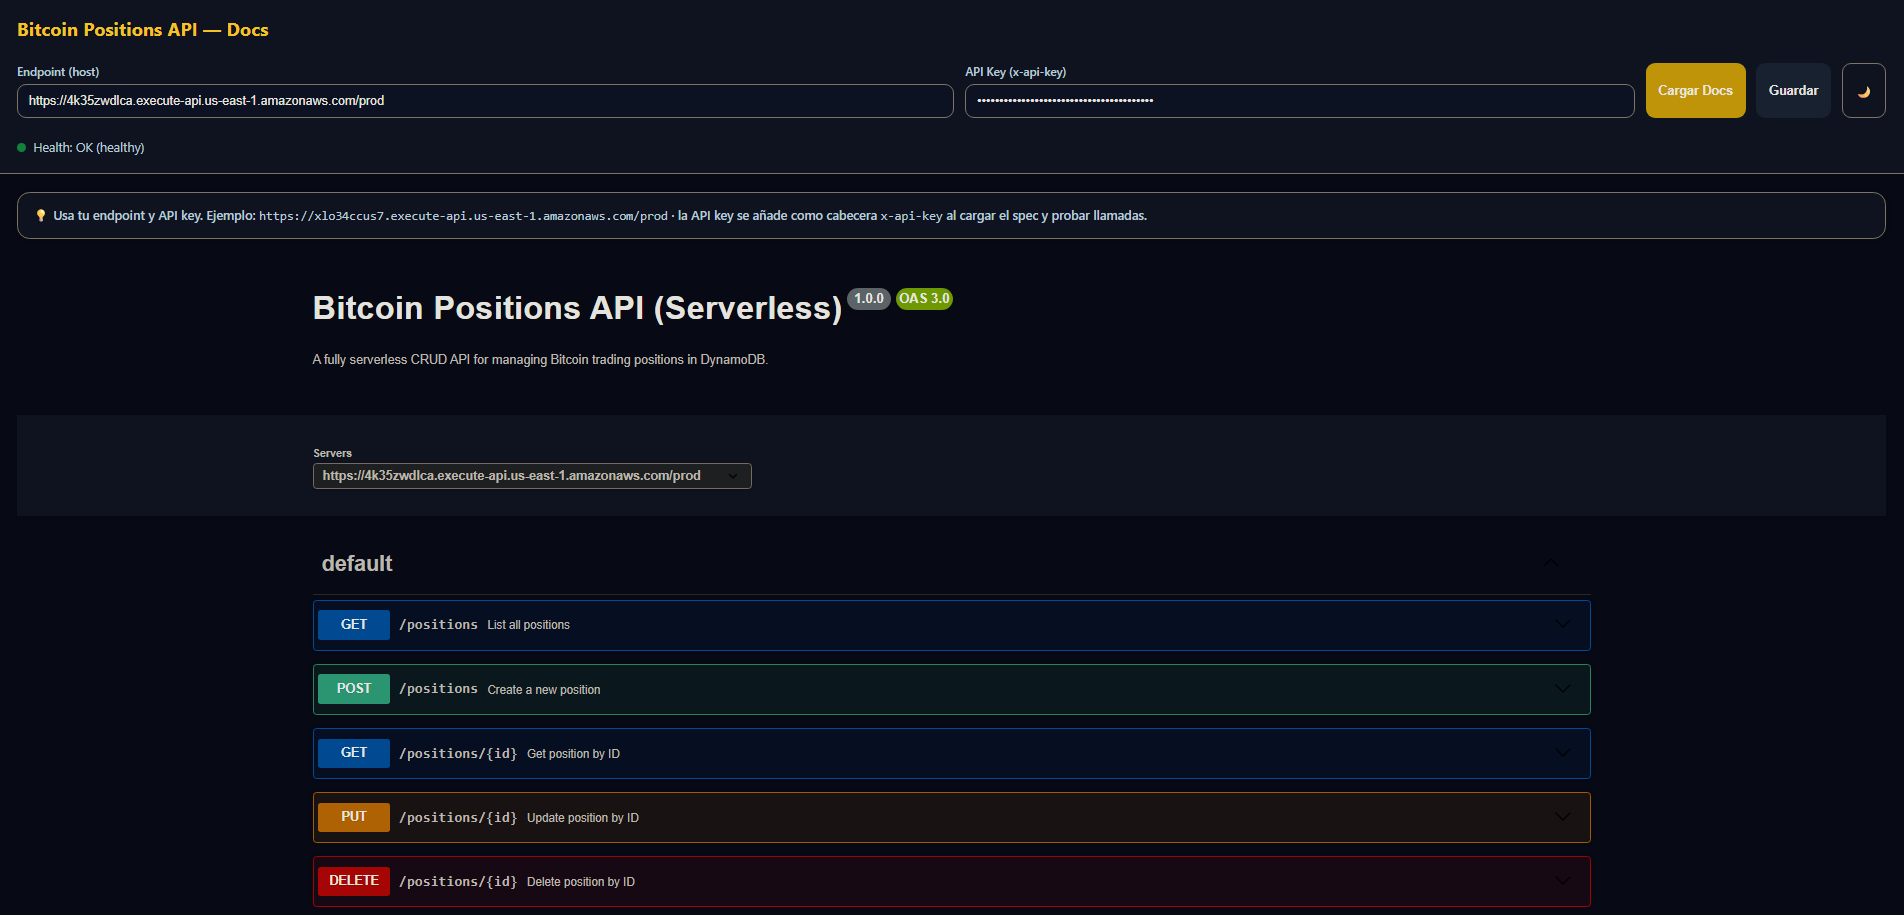 Bitcoin Positions API — Docs
Endpoint (host)
API Key (x-api-key)
https://4k35zwdlca.execute-api.us-east-1.amazonaws.com/prod
••••••••••••••••••••••••••••••••••••••••
Cargar Docs
Guardar
Health: OK (healthy)
Usa tu endpoint y API key. Ejemplo: https://xlo34ccus7.execute-api.us-east-1.amazonaws.com/prod · la API key se añade como cabecera x-api-key al cargar el spec y probar llamadas.
Bitcoin Positions API (Serverless) 1.0.0 OAS 3.0
A fully serverless CRUD API for managing Bitcoin trading positions in DynamoDB.
Servers
https://4k35zwdlca.execute-api.us-east-1.amazonaws.com/prod
default
GET /positions List all positions
POST /positions Create a new position
GET /positions/{id} Get position by ID
PUT /positions/{id} Update position by ID
DELETE /positions/{id} Delete position by ID